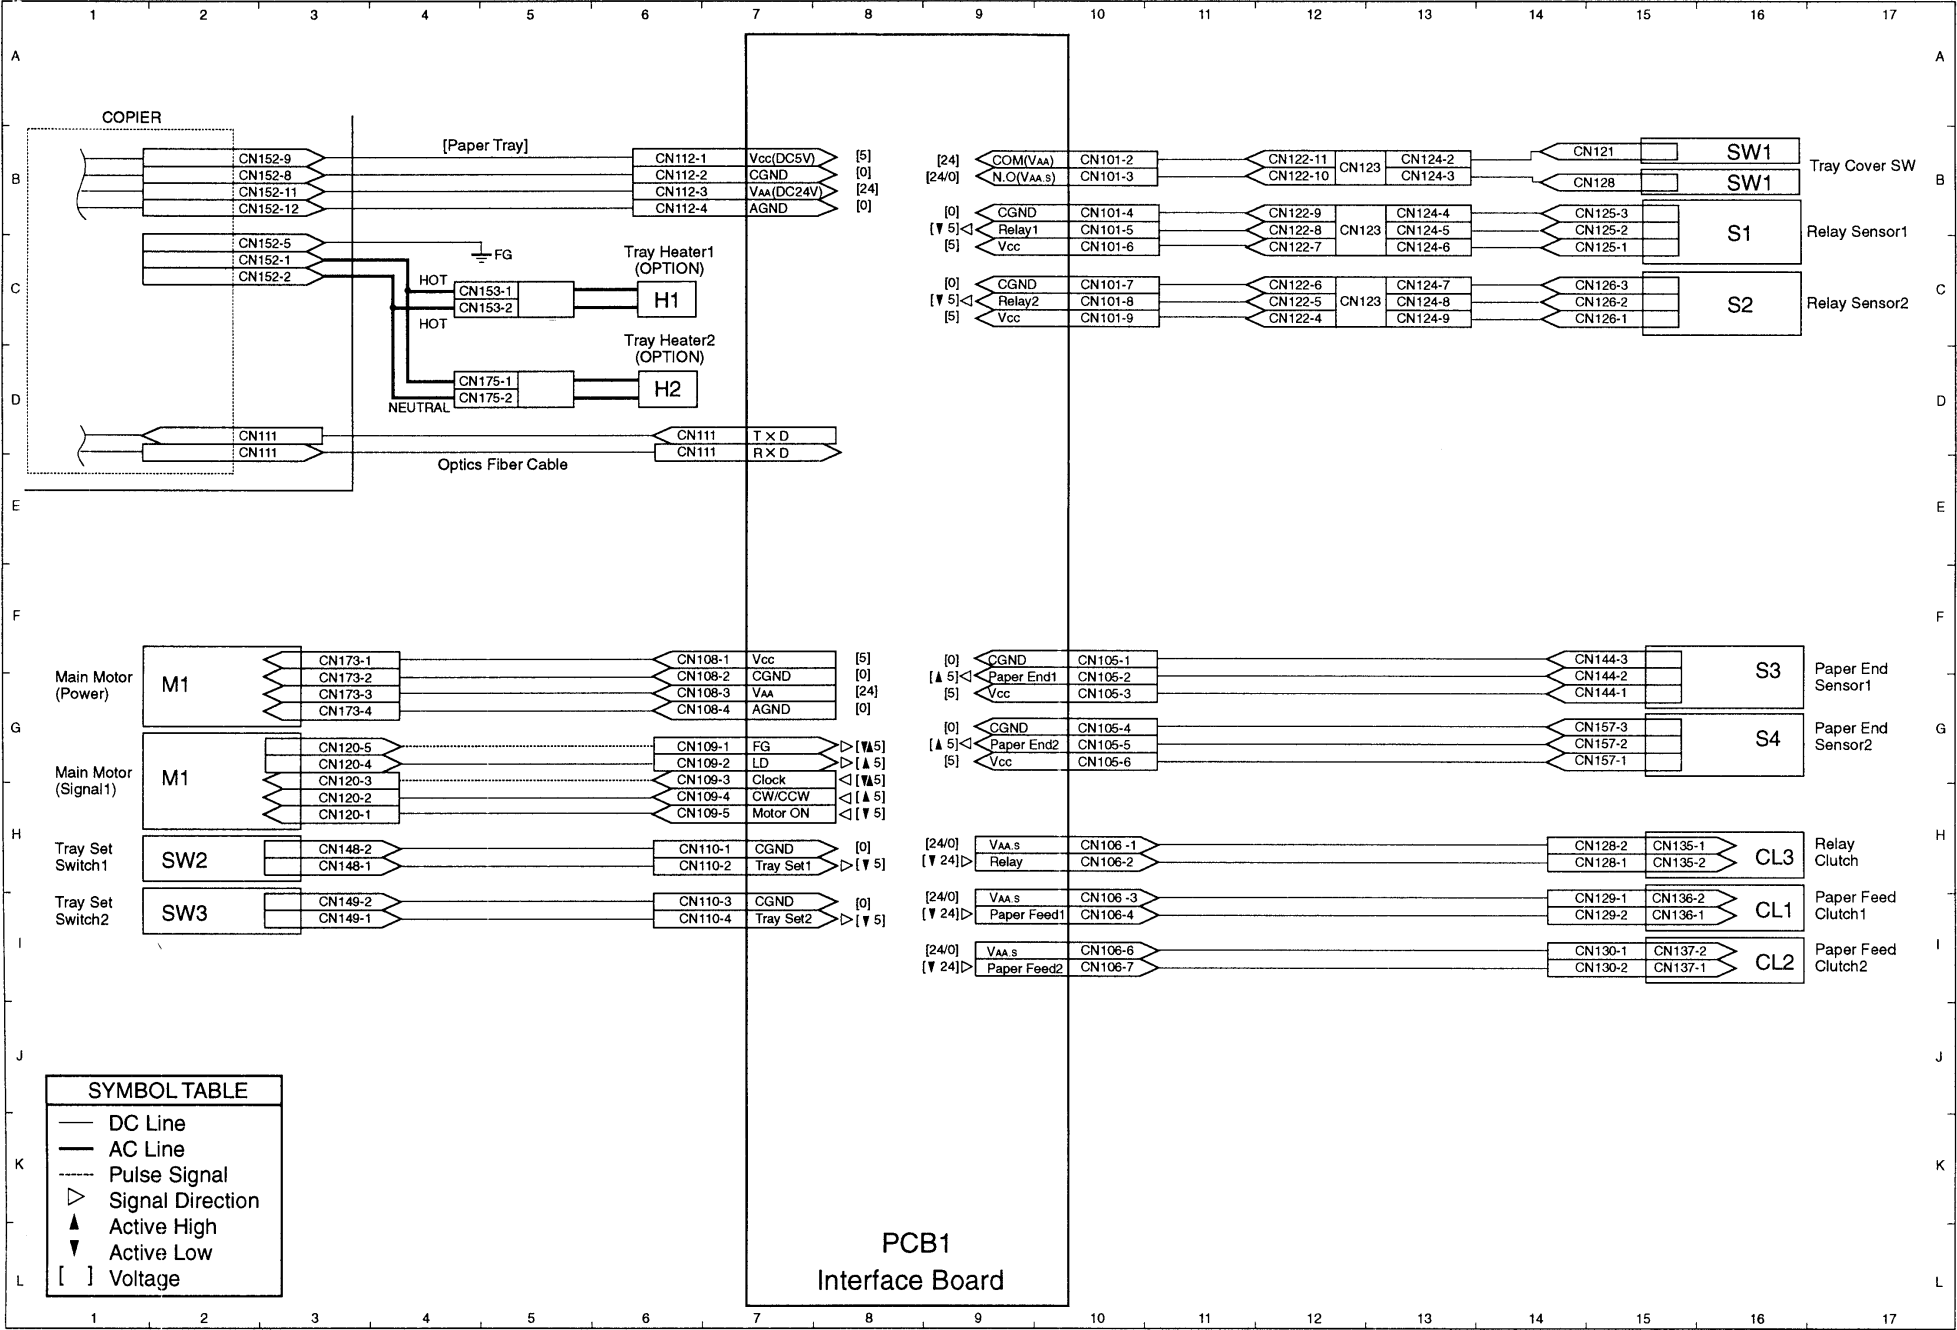 1 2 3 4 5 6 7 8 9 10 11 12 13 14 15 16 17
A A
COPIER
[Paper Tray]
B B
CN152-9 CN112-1 Vcc(DC5V) [5]
CN152-8 CN112-2 CGND [0]
CN152-11 CN112-3 VAA(DC24V) [24]
CN152-12 CN112-4 AGND [0]
CN152-5 FG
CN152-1
CN152-2
C C
HOT
CN153-1
CN153-2
HOT
Tray Heater1
(OPTION)
H1
Tray Heater2
(OPTION)
CN175-1
CN175-2
H2
NEUTRAL
D D
CN111 CN111 T×D
CN111 CN111 R×D
Optics Fiber Cable
[24] COM(VAA) CN101-2 CN122-11 CN123 CN124-2 CN121 SW1
[24/0] N.O(VAA.S) CN101-3 CN122-10 CN124-3 CN128 SW1
Tray Cover SW
[0] CGND CN101-4 CN122-9 CN124-4 CN125-3
[▼ 5]◁ Relay1 CN101-5 CN122-8 CN123 CN124-5 CN125-2 S1 Relay Sensor1
[5] Vcc CN101-6 CN122-7 CN124-6 CN125-1
[0] CGND CN101-7 CN122-6 CN124-7 CN126-3
[▼ 5]◁ Relay2 CN101-8 CN122-5 CN123 CN124-8 CN126-2 S2 Relay Sensor2
[5] Vcc CN101-9 CN122-4 CN124-9 CN126-1
E E
F F
Main Motor
(Power)
M1
CN173-1 CN108-1 Vcc [5]
CN173-2 CN108-2 CGND [0]
CN173-3 CN108-3 VAA [24]
CN173-4 CN108-4 AGND [0]
G G
Main Motor
(Signal1)
M1
CN120-5 CN109-1 FG ▷[▼▲5]
CN120-4 CN109-2 LD ▷[▲ 5]
CN120-3 CN109-3 Clock ◁[▼▲5]
CN120-2 CN109-4 CW/CCW ◁[▲ 5]
CN120-1 CN109-5 Motor ON ◁[▼ 5]
H H
Tray Set
Switch1
SW2
CN148-2 CN110-1 CGND [0]
CN148-1 CN110-2 Tray Set1 ▷[▼ 5]
Tray Set
Switch2
SW3
CN149-2 CN110-3 CGND [0]
CN149-1 CN110-4 Tray Set2 ▷[▼ 5]
I I
[0] CGND CN105-1 CN144-3
[▲ 5]◁ Paper End1 CN105-2 CN144-2
[5] Vcc CN105-3 CN144-1
S3
Paper End
Sensor1
[0] CGND CN105-4 CN157-3
[▲ 5]◁ Paper End2 CN105-5 CN157-2
[5] Vcc CN105-6 CN157-1
S4
Paper End
Sensor2
[24/0] VAA.S CN106 -1 CN128-2 CN135-1
[▼ 24]▷ Relay CN106-2 CN128-1 CN135-2
CL3
Relay
Clutch
[24/0] VAA.S CN106 -3 CN129-1 CN136-2
[▼ 24]▷ Paper Feed1 CN106-4 CN129-2 CN136-1
CL1
Paper Feed
Clutch1
[24/0] VAA.S CN106-6 CN130-1 CN137-2
[▼ 24]▷ Paper Feed2 CN106-7 CN130-2 CN137-1
CL2
Paper Feed
Clutch2
J J
SYMBOL TABLE
DC Line
AC Line
K K
Pulse Signal
▷ Signal Direction
▲ Active High
▼ Active Low
[ ] Voltage
L L
PCB1
Interface Board
1 2 3 4 5 6 7 8 9 10 11 12 13 14 15 16 17